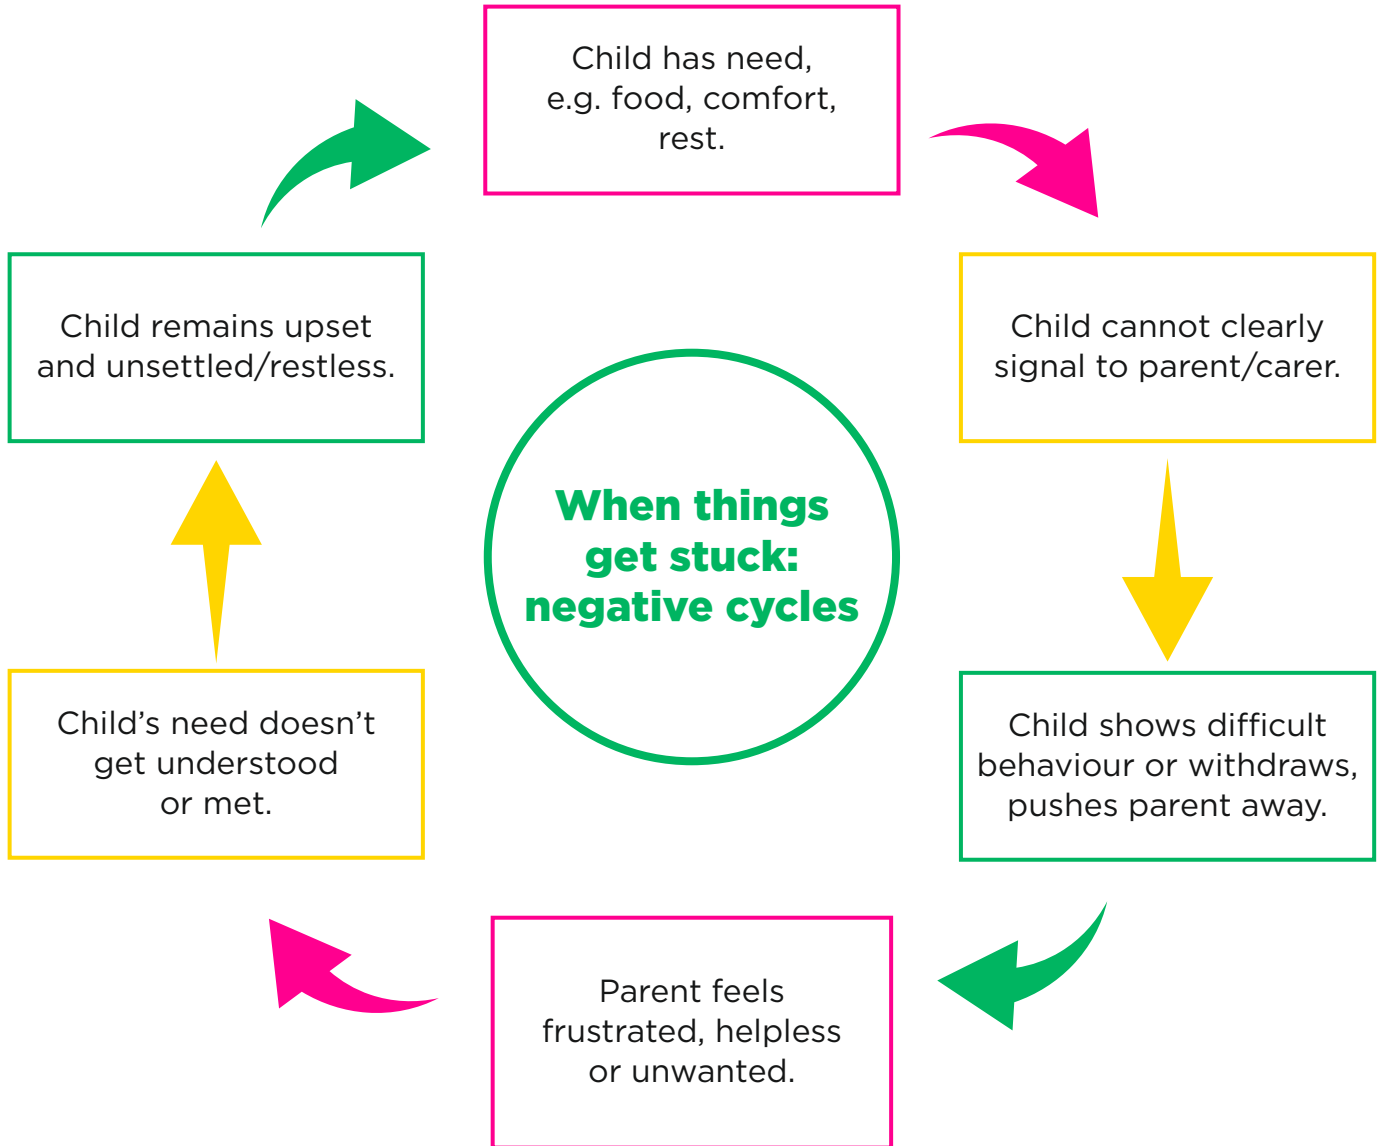 Child has need,
e.g. food, comfort,
rest.
Child cannot clearly
signal to parent/carer.
Child shows difficult
behaviour or withdraws,
pushes parent away.
Parent feels
frustrated, helpless
or unwanted.
Child’s need doesn’t
get understood
or met.
Child remains upset
and unsettled/restless.
When things
get stuck:
negative cycles